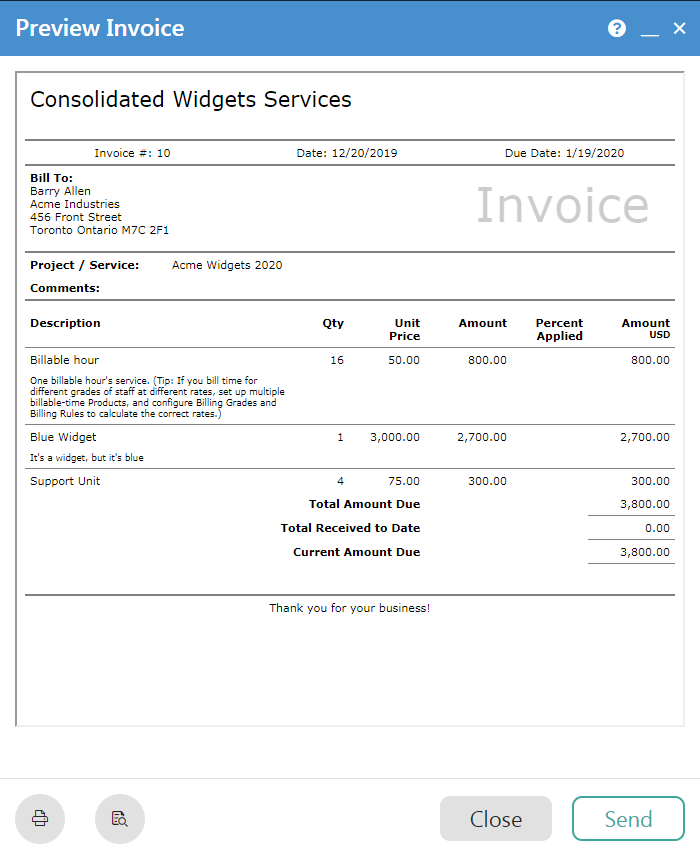 Preview Invoice
Consolidated Widgets Services
Invoice #: 10 Date: 12/20/2019 Due Date: 1/19/2020
Bill To:
Barry Allen
Acme Industries
456 Front Street
Toronto Ontario M7C 2F1
Invoice
Project / Service: Acme Widgets 2020
Comments:
Description Qty Unit Price Amount Percent Applied Amount USD
Billable hour 16 50.00 800.00 800.00
One billable hour's service. (Tip: If you bill time for
different grades of staff at different rates, set up multiple
billable-time Products, and configure Billing Grades and
Billing Rules to calculate the correct rates.)
Blue Widget 1 3,000.00 2,700.00 2,700.00
It's a widget, but it's blue
Support Unit 4 75.00 300.00 300.00
Total Amount Due 3,800.00
Total Received to Date 0.00
Current Amount Due 3,800.00
Thank you for your business!
Close Send